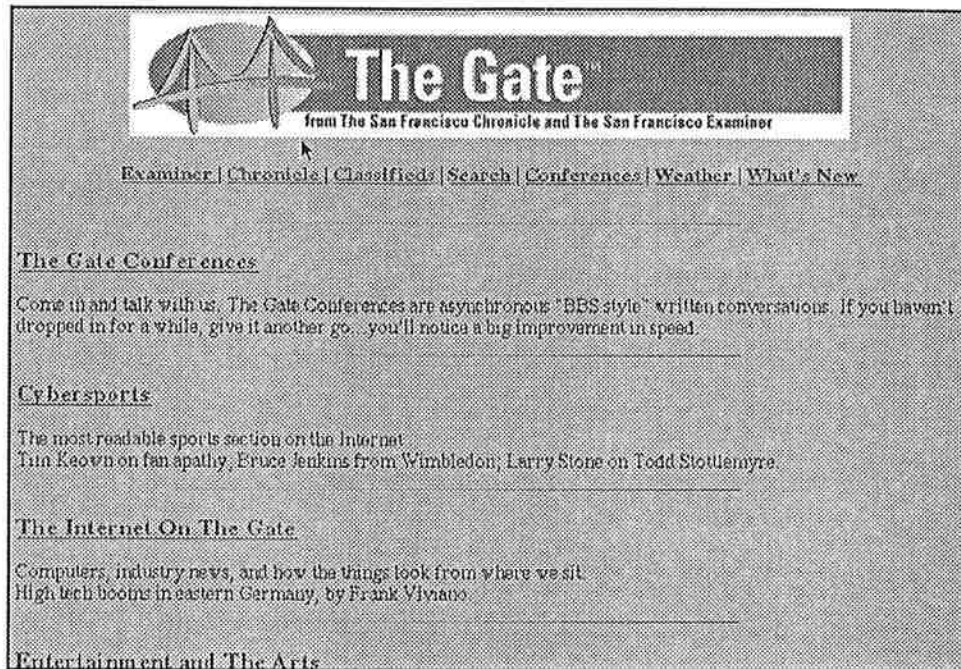 The Gate™
from The San Francisco Chronicle and The San Francisco Examiner
Examiner | Chronicle | Classifieds | Search | Conferences | Weather | What's New
The Gate Conferences
Come in and talk with us. The Gate Conferences are asynchronous "BBS style" written conversations. If you haven't
dropped in for a while, give it another go...you'll notice a big improvement in speed.
Cybersports
The most readable sports section on the Internet.
Tim Keown on fan apathy; Bruce Jenkins from Wimbledon; Larry Stone on Todd Stottlemyre.
The Internet On The Gate
Computers, industry news, and how the things look from where we sit.
High tech booms in eastern Germany, by Frank Viviano.
Entertainment and The Arts